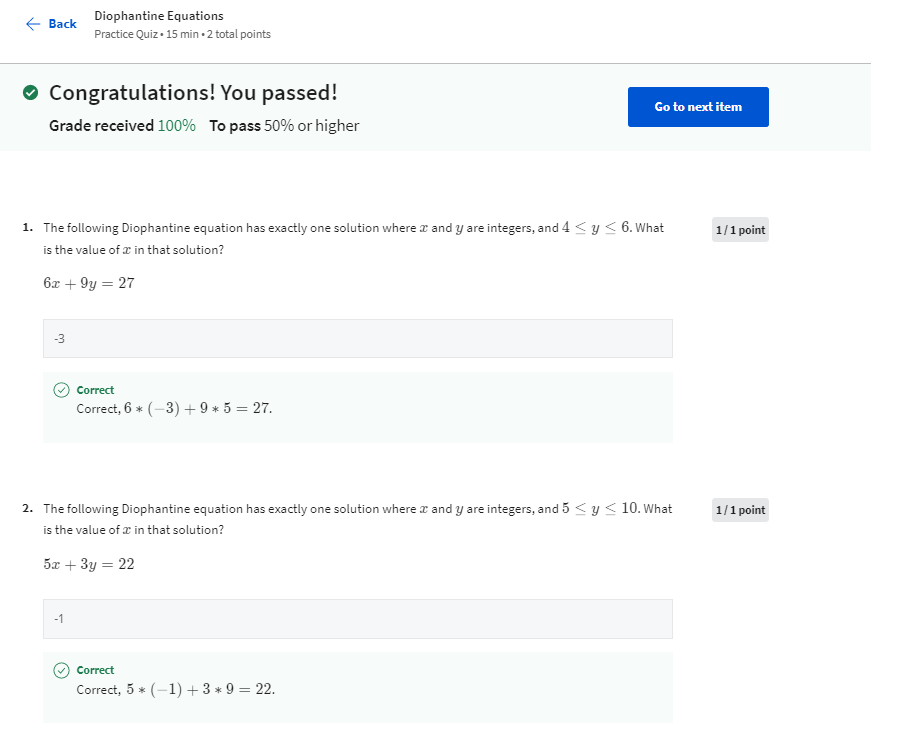 Back
Diophantine Equations
Practice Quiz • 15 min • 2 total points
Congratulations! You passed!
Grade received 100% To pass 50% or higher
Go to next item
1. The following Diophantine equation has exactly one solution where x and y are integers, and 4 ≤ y ≤ 6. What
is the value of x in that solution?
1 / 1 point
6x + 9y = 27
-3
Correct
Correct, 6 ∗ (−3) + 9 ∗ 5 = 27.
2. The following Diophantine equation has exactly one solution where x and y are integers, and 5 ≤ y ≤ 10. What
is the value of x in that solution?
1 / 1 point
5x + 3y = 22
-1
Correct
Correct, 5 ∗ (−1) + 3 ∗ 9 = 22.